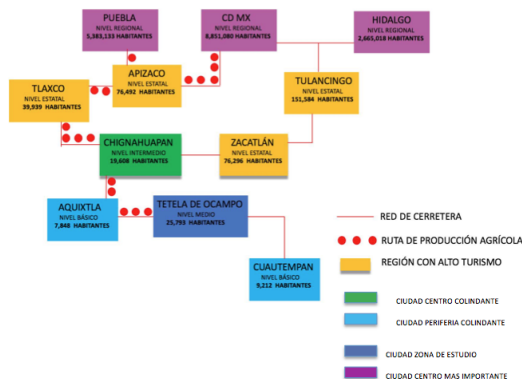 PUEBLA
NIVEL REGIONAL
5,383,133 HABITANTES
CD MX
NIVEL REGIONAL
8,851,080 HABITANTES
HIDALGO
NIVEL REGIONAL
2,665,018 HABITANTES
TLAXCO
NIVEL ESTATAL
39,939 HABITANTES
APIZACO
NIVEL ESTATAL
76,492 HABITANTES
TULANCINGO
NIVEL ESTATAL
151,584 HABITANTES
CHIGNAHUAPAN
NIVEL INTERMEDIO
19,608 HABITANTES
ZACATLÁN
NIVEL ESTATAL
76,296 HABITANTES
AQUIXTLA
NIVEL BÁSICO
7,848 HABITANTES
TETELA DE OCAMPO
NIVEL MEDIO
25,793 HABITANTES
CUAUTEMPAN
NIVEL BÁSICO
9,212 HABITANTES
RED DE CERRETERA
RUTA DE PRODUCCIÓN AGRÍCOLA
REGIÓN CON ALTO TURISMO
CIUDAD CENTRO COLINDANTE
CIUDAD PERIFERIA COLINDANTE
CIUDAD ZONA DE ESTUDIO
CIUDAD CENTRO MAS IMPORTANTE